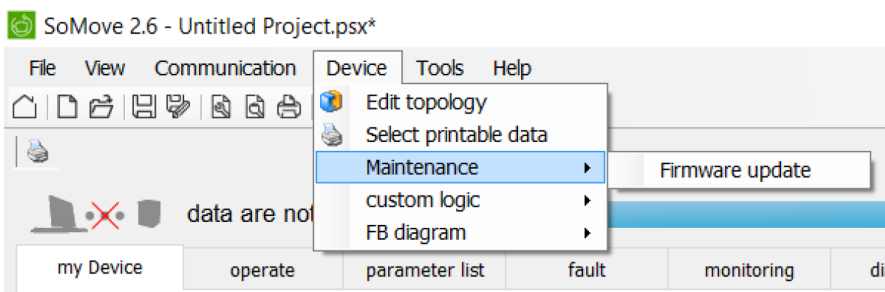 SoMove 2.6 - Untitled Project.psx*
File View Communication Device Tools Help
Edit topology
Select printable data
Maintenance Firmware update
custom logic
data are not
FB diagram
my Device operate parameter list fault monitoring di